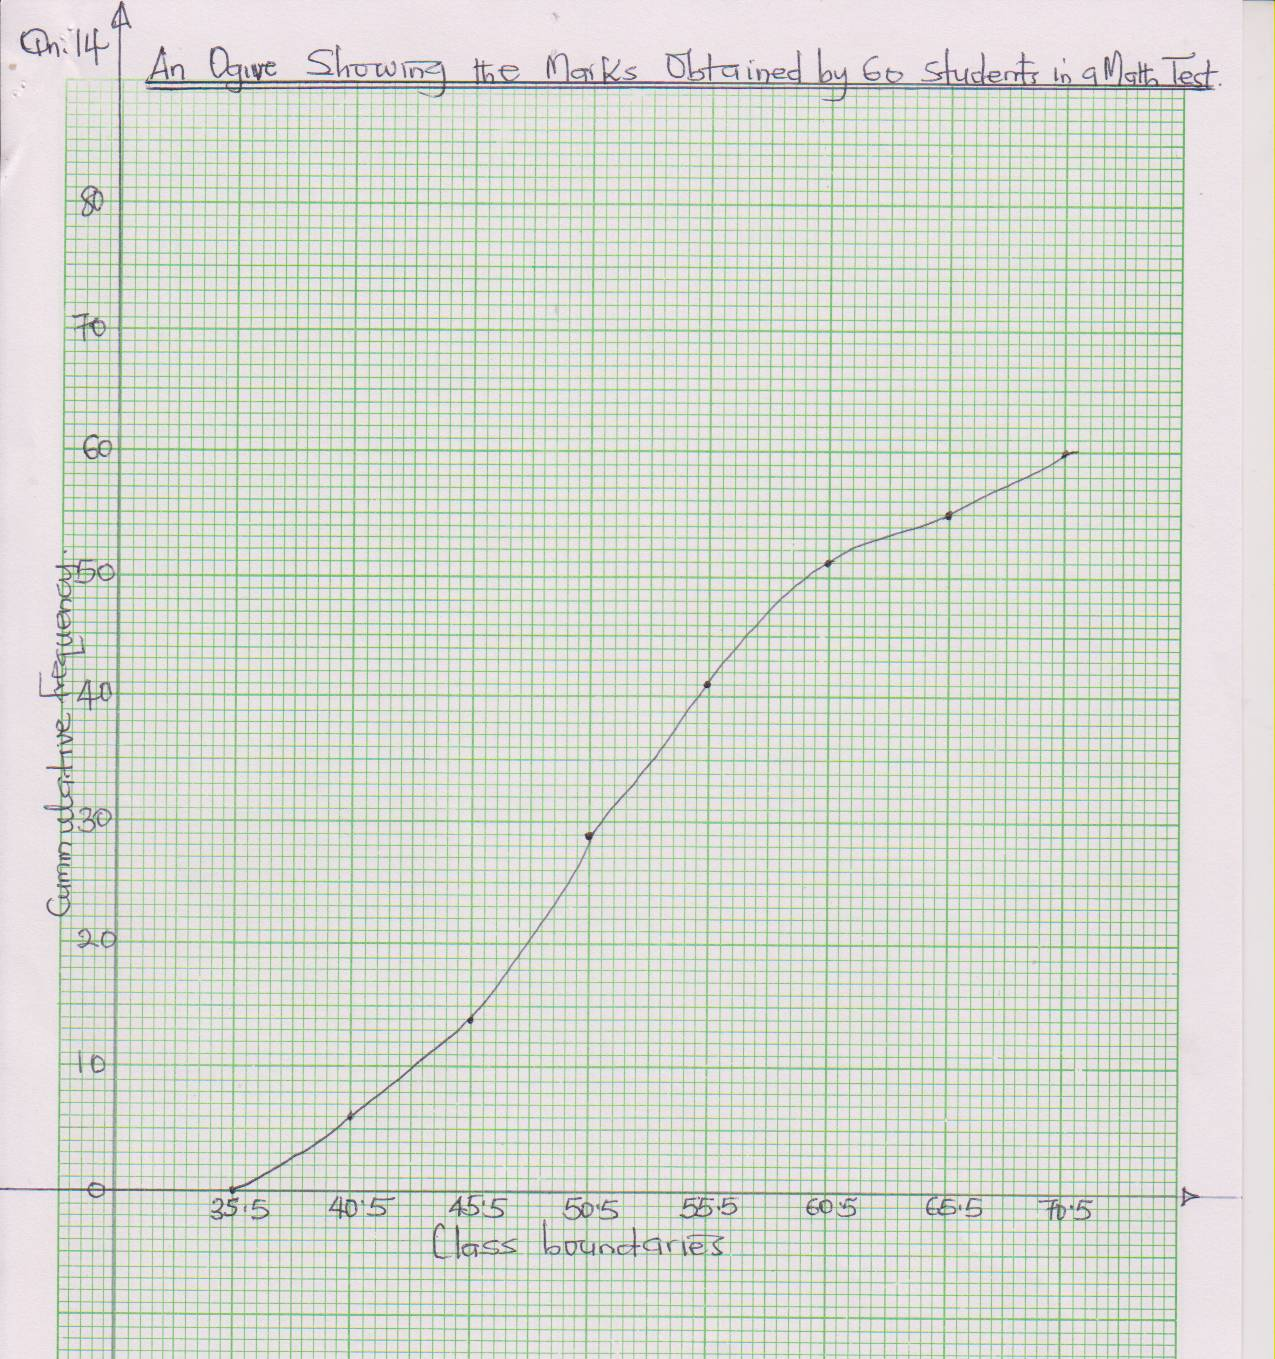 Qn: 14
An Ogive Showing the Marks Obtained by 60 students in a Math Test.
80
70
60
50
40
30
20
10
0
Cummulative frequency.
35.5 40.5 45.5 50.5 55.5 60.5 65.5 70.5
Class boundaries